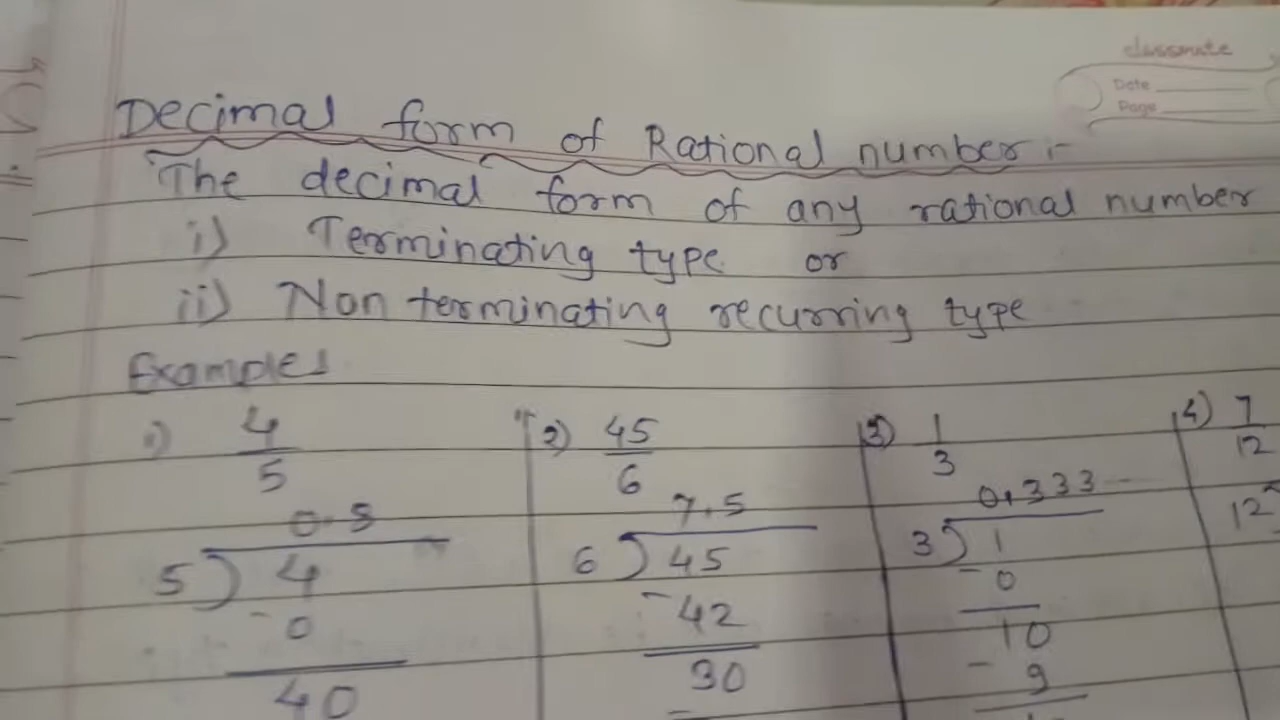 classmate
Date
Page
Decimal form of Rational number :-
The decimal form of any rational number
i) Terminating type or
ii) Non terminating recurring type
Examples
1) 4/5 2) 45/6 3) 1/3 4) 7/12
0.8 7.5 0.333--
5) 4 6) 45 3) 1 12
- 0 - 42 - 0
40 30 10
- - 9